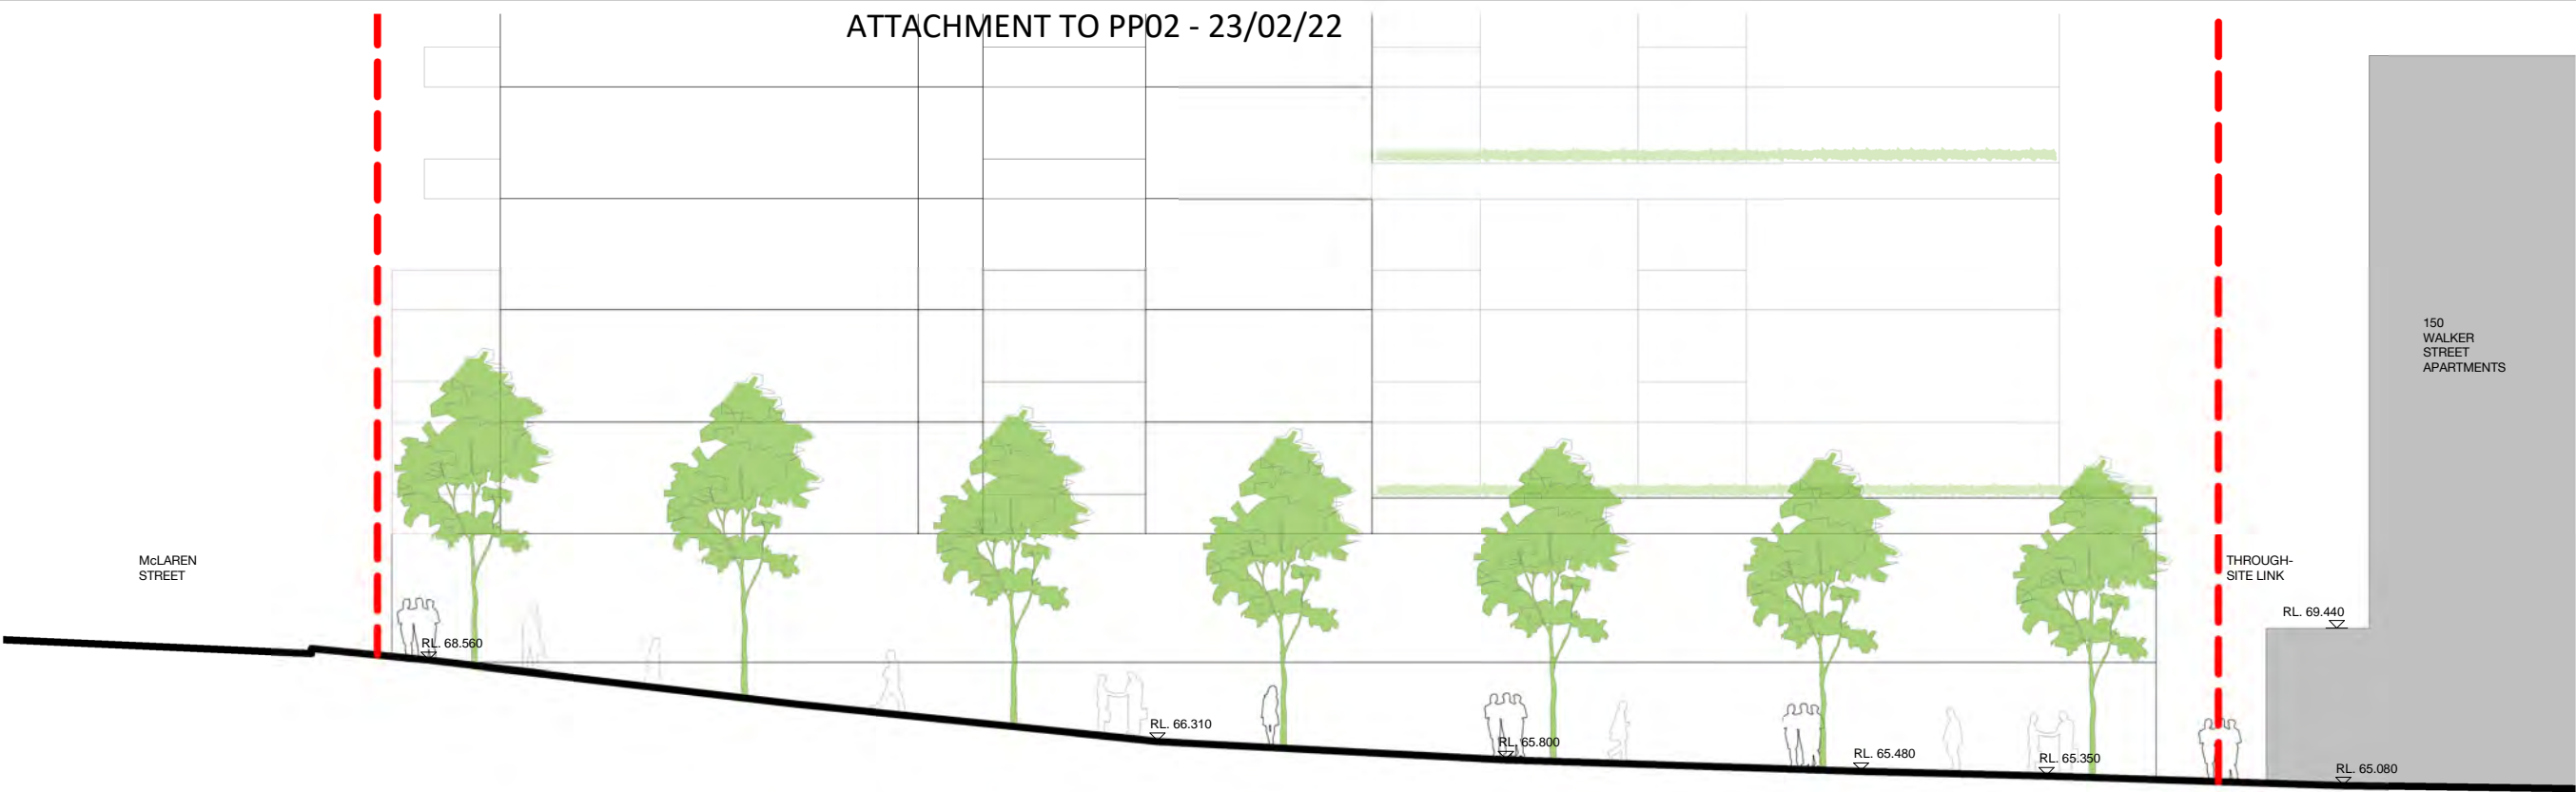 ATTACHMENT TO PP02 - 23/02/22
150
WALKER
STREET
APARTMENTS
McLAREN
STREET
THROUGH-
SITE LINK
RL. 69.440
RL. 68.560
RL. 66.310
RL. 65.800
RL. 65.480
RL. 65.350
RL. 65.080